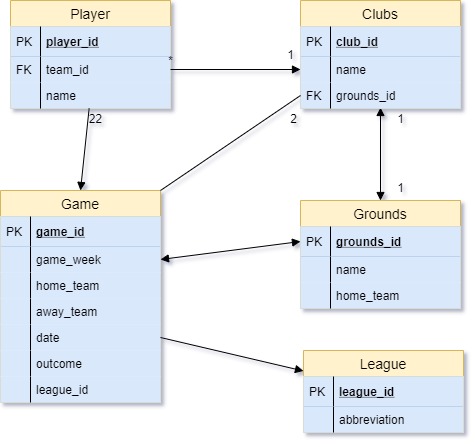 Player
PK player_id
FK team_id
name
Clubs
PK club_id
name
FK grounds_id
* 1
22
2
1
1
Game
PK game_id
game_week
home_team
away_team
date
outcome
league_id
Grounds
PK grounds_id
name
home_team
League
PK league_id
abbreviation